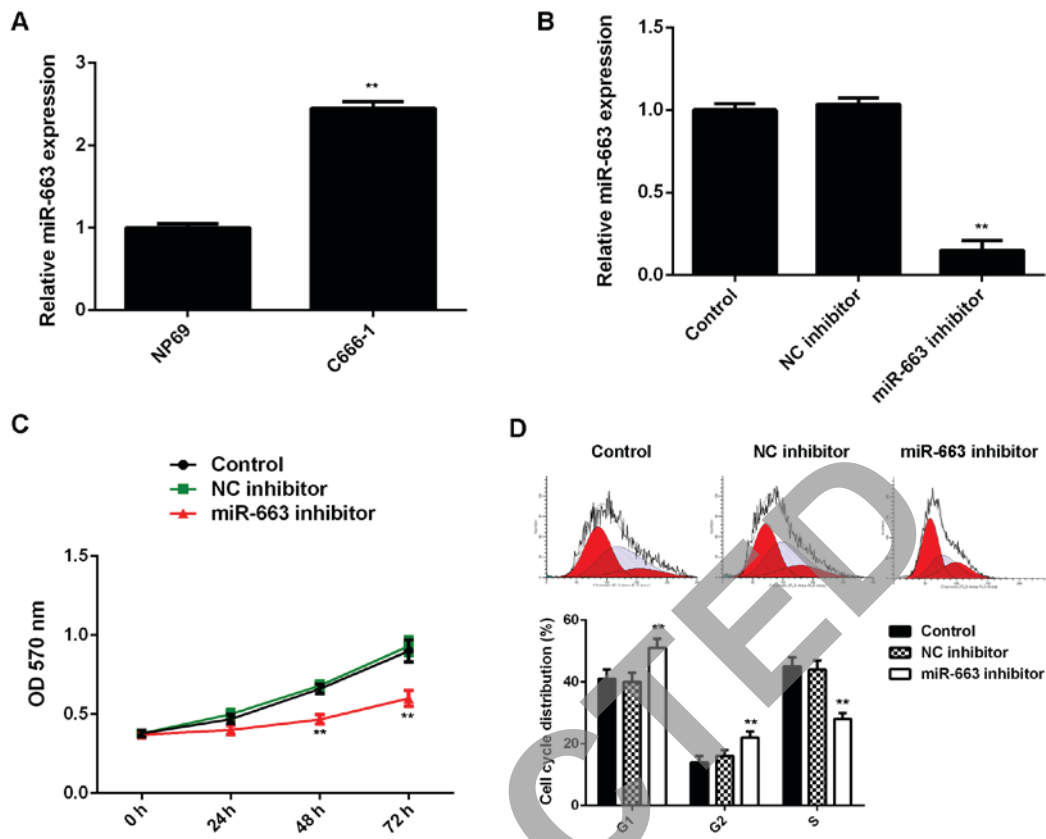 A
Relative miR-663 expression
3
2
1
0
**
NP69
C666-1
B
Relative miR-663 expression
1.5
1.0
0.5
0.0
**
Control
NC inhibitor
miR-663 inhibitor
C
Control
NC inhibitor
miR-663 inhibitor
OD 570 nm
1.5
1.0
0.5
0.0
**
**
0 h
24h
48 h
72h
D
Control
NC inhibitor
miR-663 inhibitor
Cell cycle distribution (%)
60
40
20
0
**
**
**
G1
G2
S
Control
NC inhibitor
miR-663 inhibitor
CTED